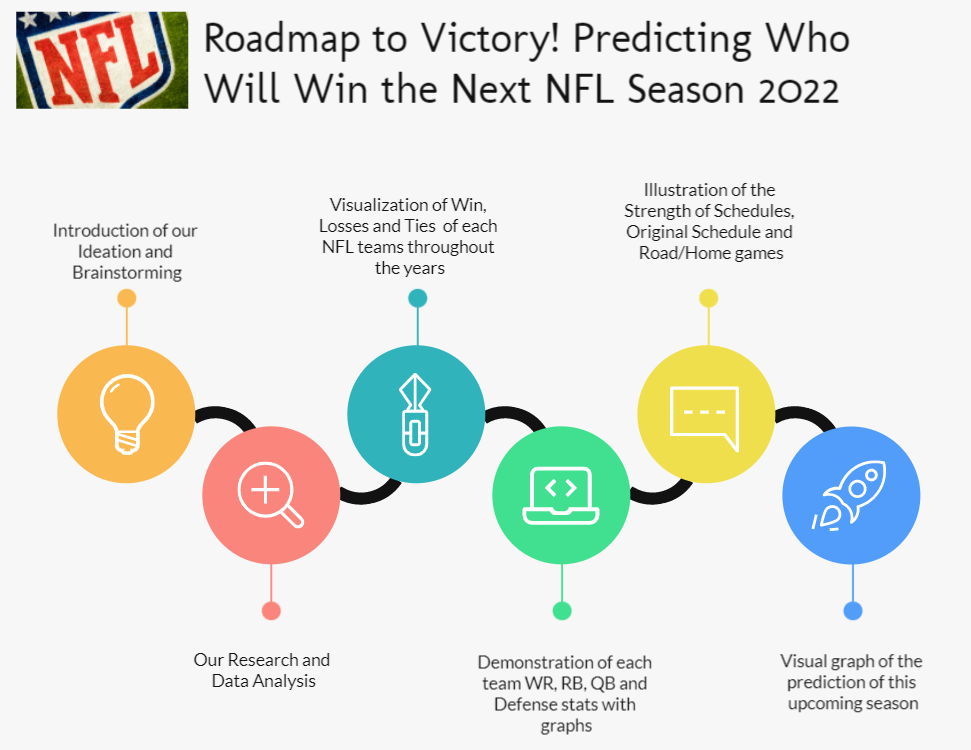 NFL
Roadmap to Victory! Predicting Who
Will Win the Next NFL Season 2022
Introduction of our
Ideation and
Brainstorming
Our Research and
Data Analysis
Visualization of Win,
Losses and Ties of each
NFL teams throughout
the years
Demonstration of each
team WR, RB, QB and
Defense stats with
graphs
Illustration of the
Strength of Schedules,
Original Schedule and
Road/Home games
Visual graph of the
prediction of this
upcoming season